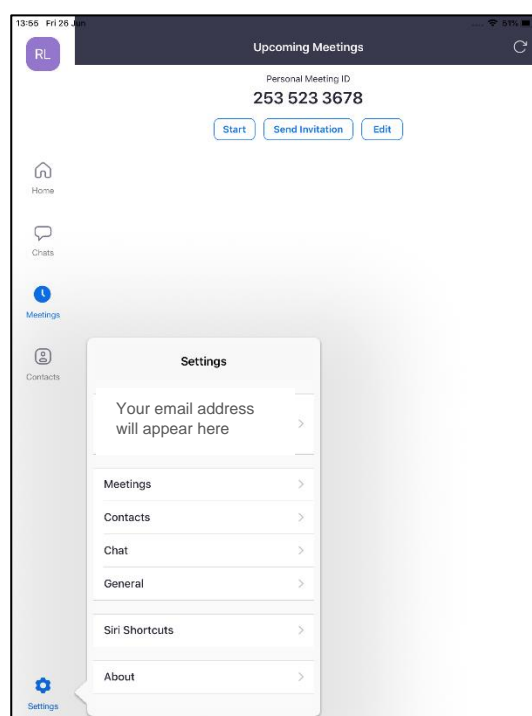 13:56 Fri 26 Jun
51%
RL
Upcoming Meetings
Personal Meeting ID
253 523 3678
Start Send Invitation Edit
Home
Chats
Meetings
Contacts
Settings
Your email address
will appear here
Meetings
Contacts
Chat
General
Siri Shortcuts
About
Settings